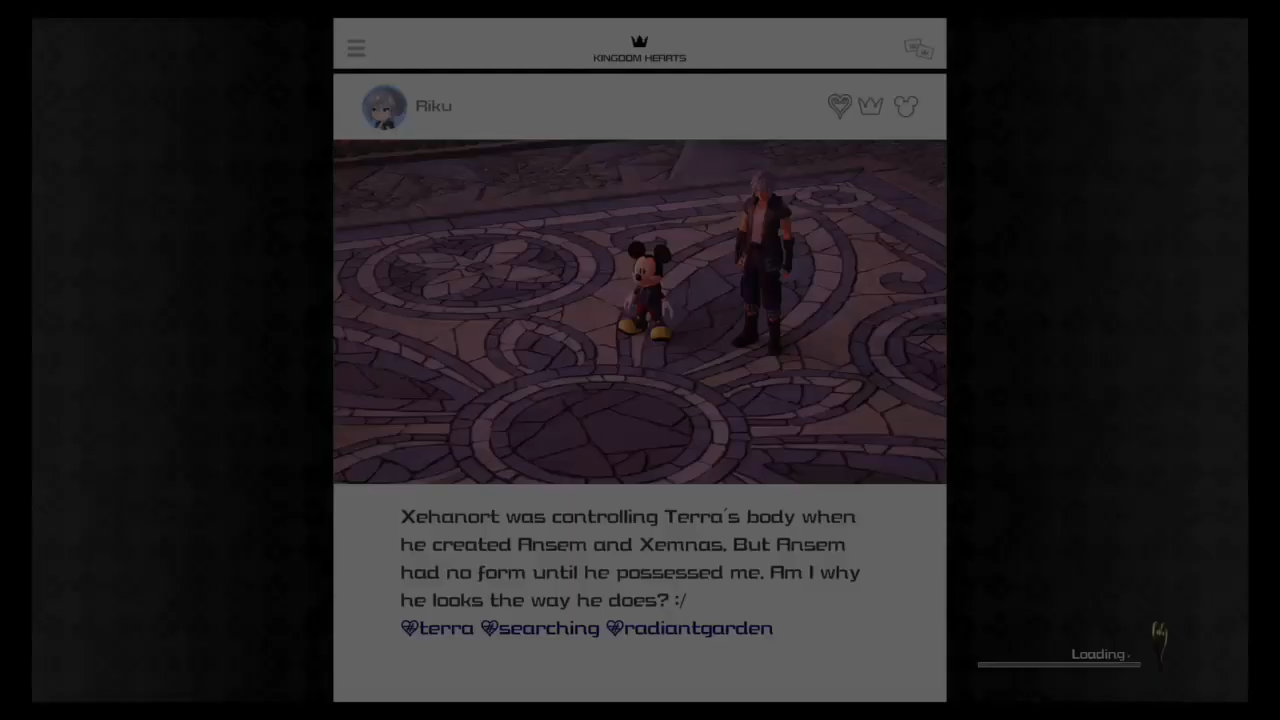 KINGDOM HEARTS
Riku
Xehanort was controlling Terra's body when
he created Ansem and Xemnas. But Ansem
had no form until he possessed me. Am I why
he looks the way he does? :/
terra searching radiantgarden
Loading.